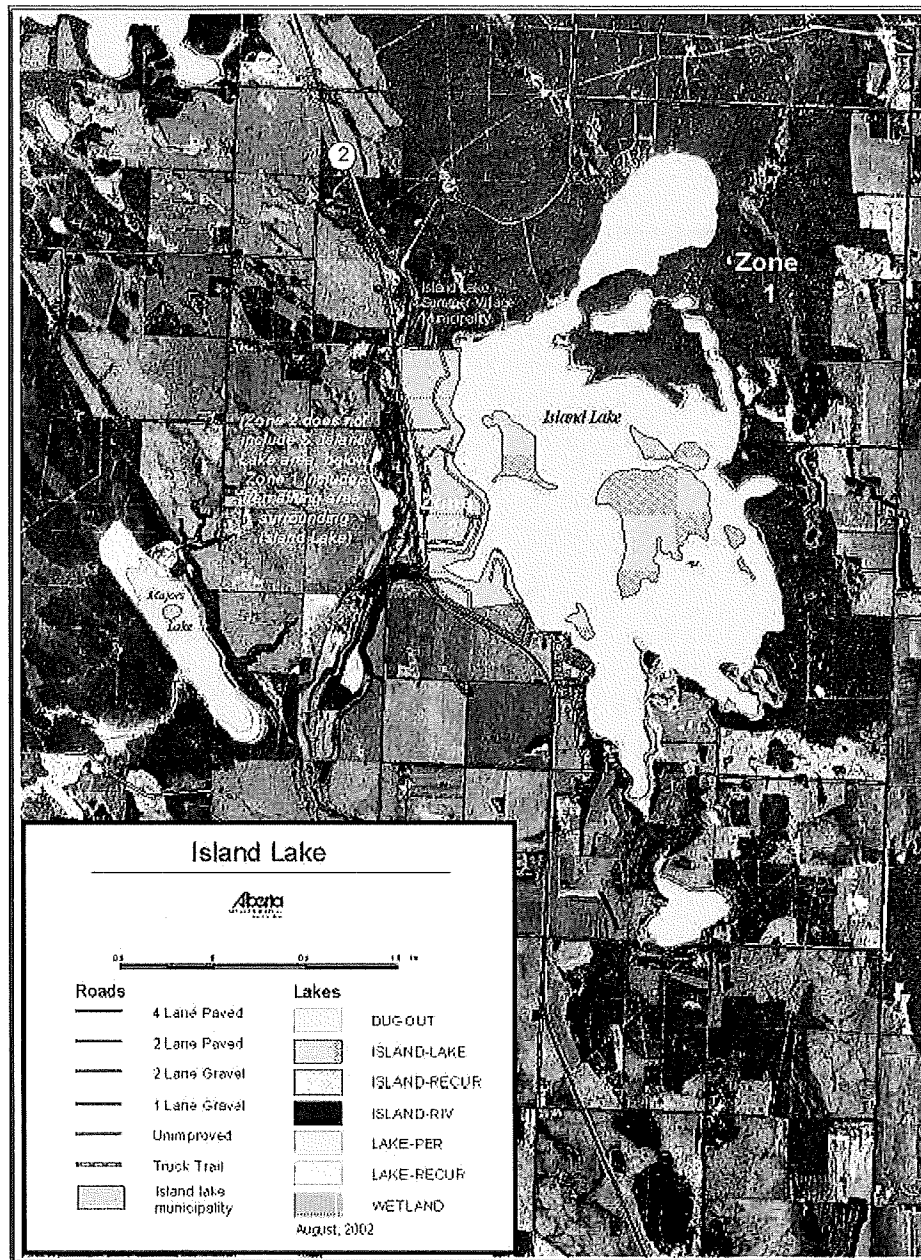 2
Island Lake
Summer Village
Municipality
Zone
1
Island Lake
(Zone 2 does not
include
Lake area below
Zone 1 includes
remaining area
surrounding
Island Lake)
Majors
Lake
Island Lake
Alberta
Roads
4 Lane Paved
2 Lane Paved
2 Lane Gravel
1 Lane Gravel
Unimproved
Truck Trail
Island lake
municipality
Lakes
DUGOUT
ISLAND-LAKE
ISLAND-RECUR
ISLAND-RIV
LAKE-PER
LAKE-RECUR
WETLAND
August, 2002